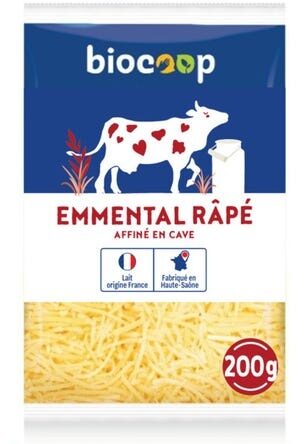 biocoop
EMMENTAL RÂPÉ
AFFINÉ EN CAVE
Lait
origine France
Fabriqué en
Haute-Saône
200g